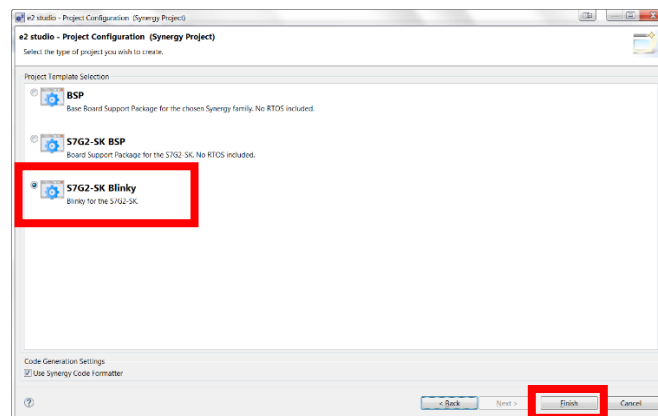 e2 studio - Project Configuration (Synergy Project)
e2 studio - Project Configuration (Synergy Project)
Select the type of project you wish to create.
Project Template Selection
BSP
Base Board Support Package for the chosen Synergy family. No RTOS included.
S7G2-SK BSP
Board Support Package for the S7G2-SK. No RTOS included.
S7G2-SK Blinky
Blinky for the S7G2-SK.
Code Generation Settings
Use Synergy Code Formatter
< Back Next > Finish Cancel